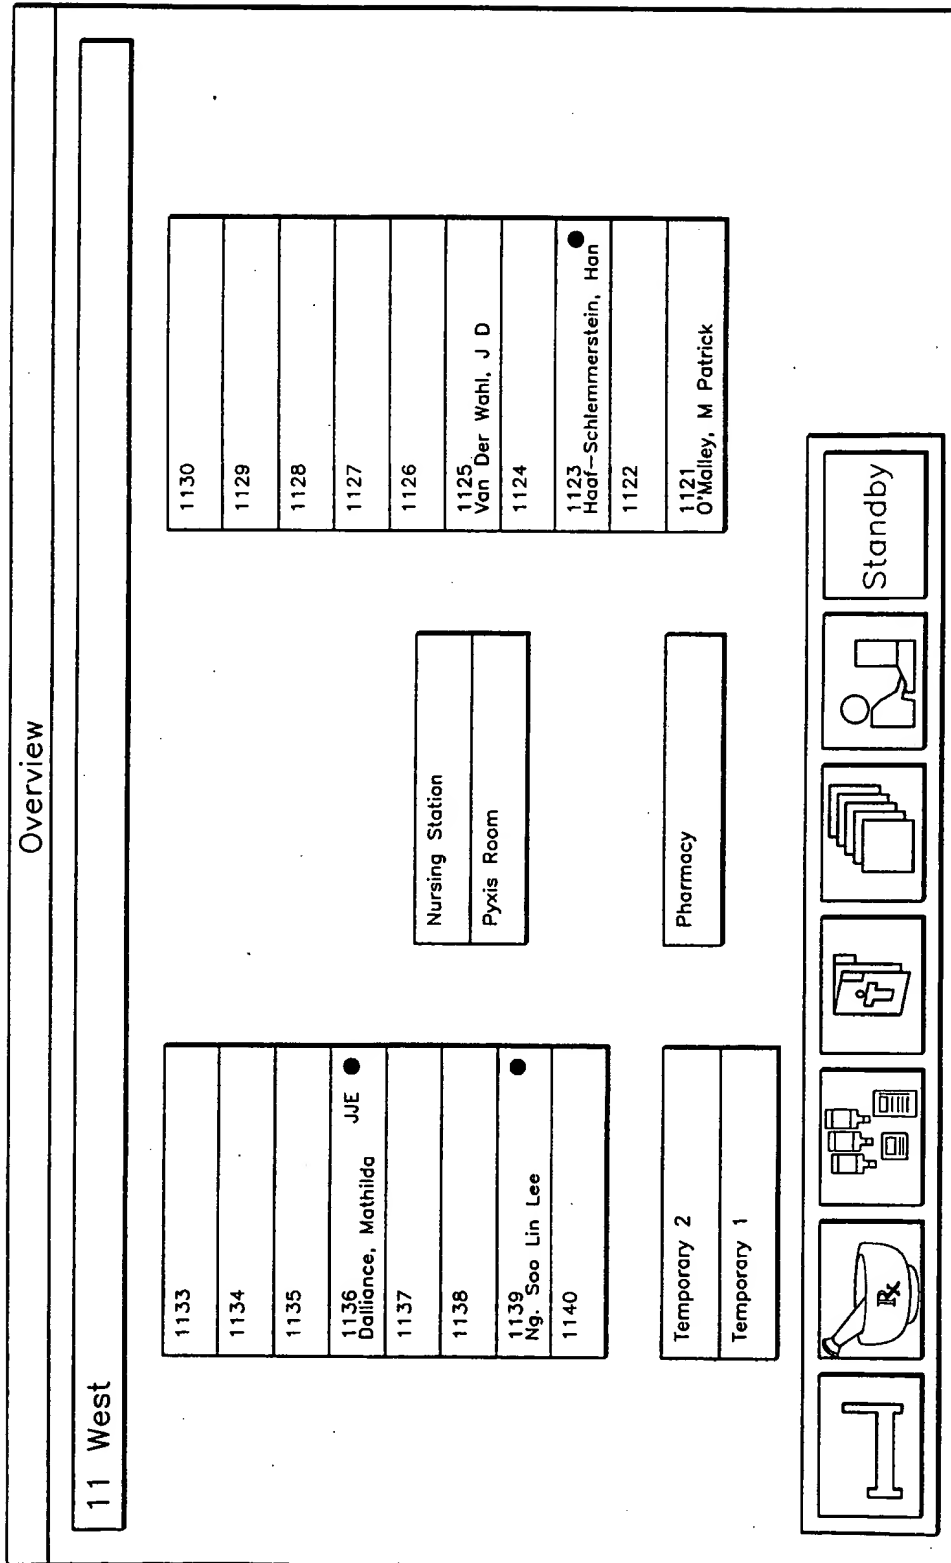 Overview
11 West
1133
1134
1135
1136 JJE
Dalliance, Mathilda
1137
1138
1139
Ng. Soo Lin Lee
1140
Temporary 2
Temporary 1
Nursing Station
Pyxis Room
Pharmacy
1130
1129
1128
1127
1126
1125
Van Der Wahl, J D
1124
1123
Haaf-Schlemmerstein, Han
1122
1121
O'Malley, M Patrick
Rx
Standby